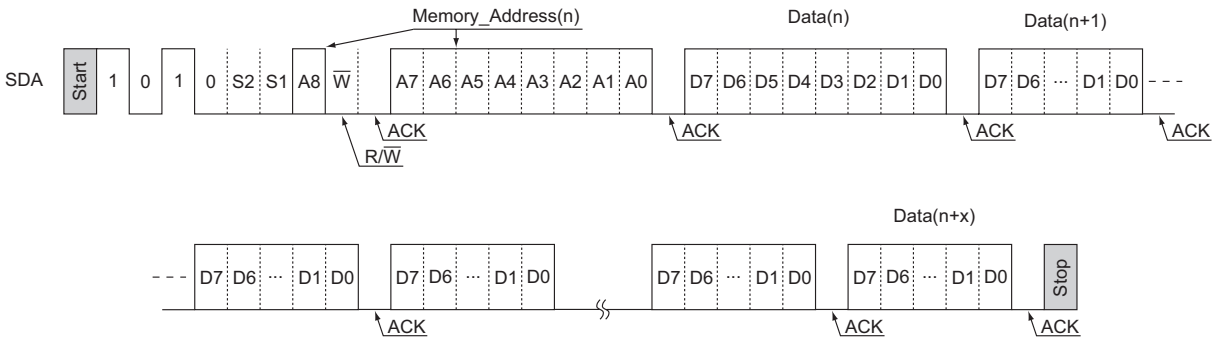 Memory_Address(n) Data(n) Data(n+1)
SDA Start 1 0 1 0 S2 S1 A8 W̅ A7 A6 A5 A4 A3 A2 A1 A0 D7 D6 D5 D4 D3 D2 D1 D0 D7 D6 ... D1 D0
ACK ACK ACK ACK
R/W̅
Data(n+x)
D7 D6 ... D1 D0 D7 D6 ... D1 D0 D7 D6 ... D1 D0 D7 D6 ... D1 D0 Stop
ACK ACK ACK